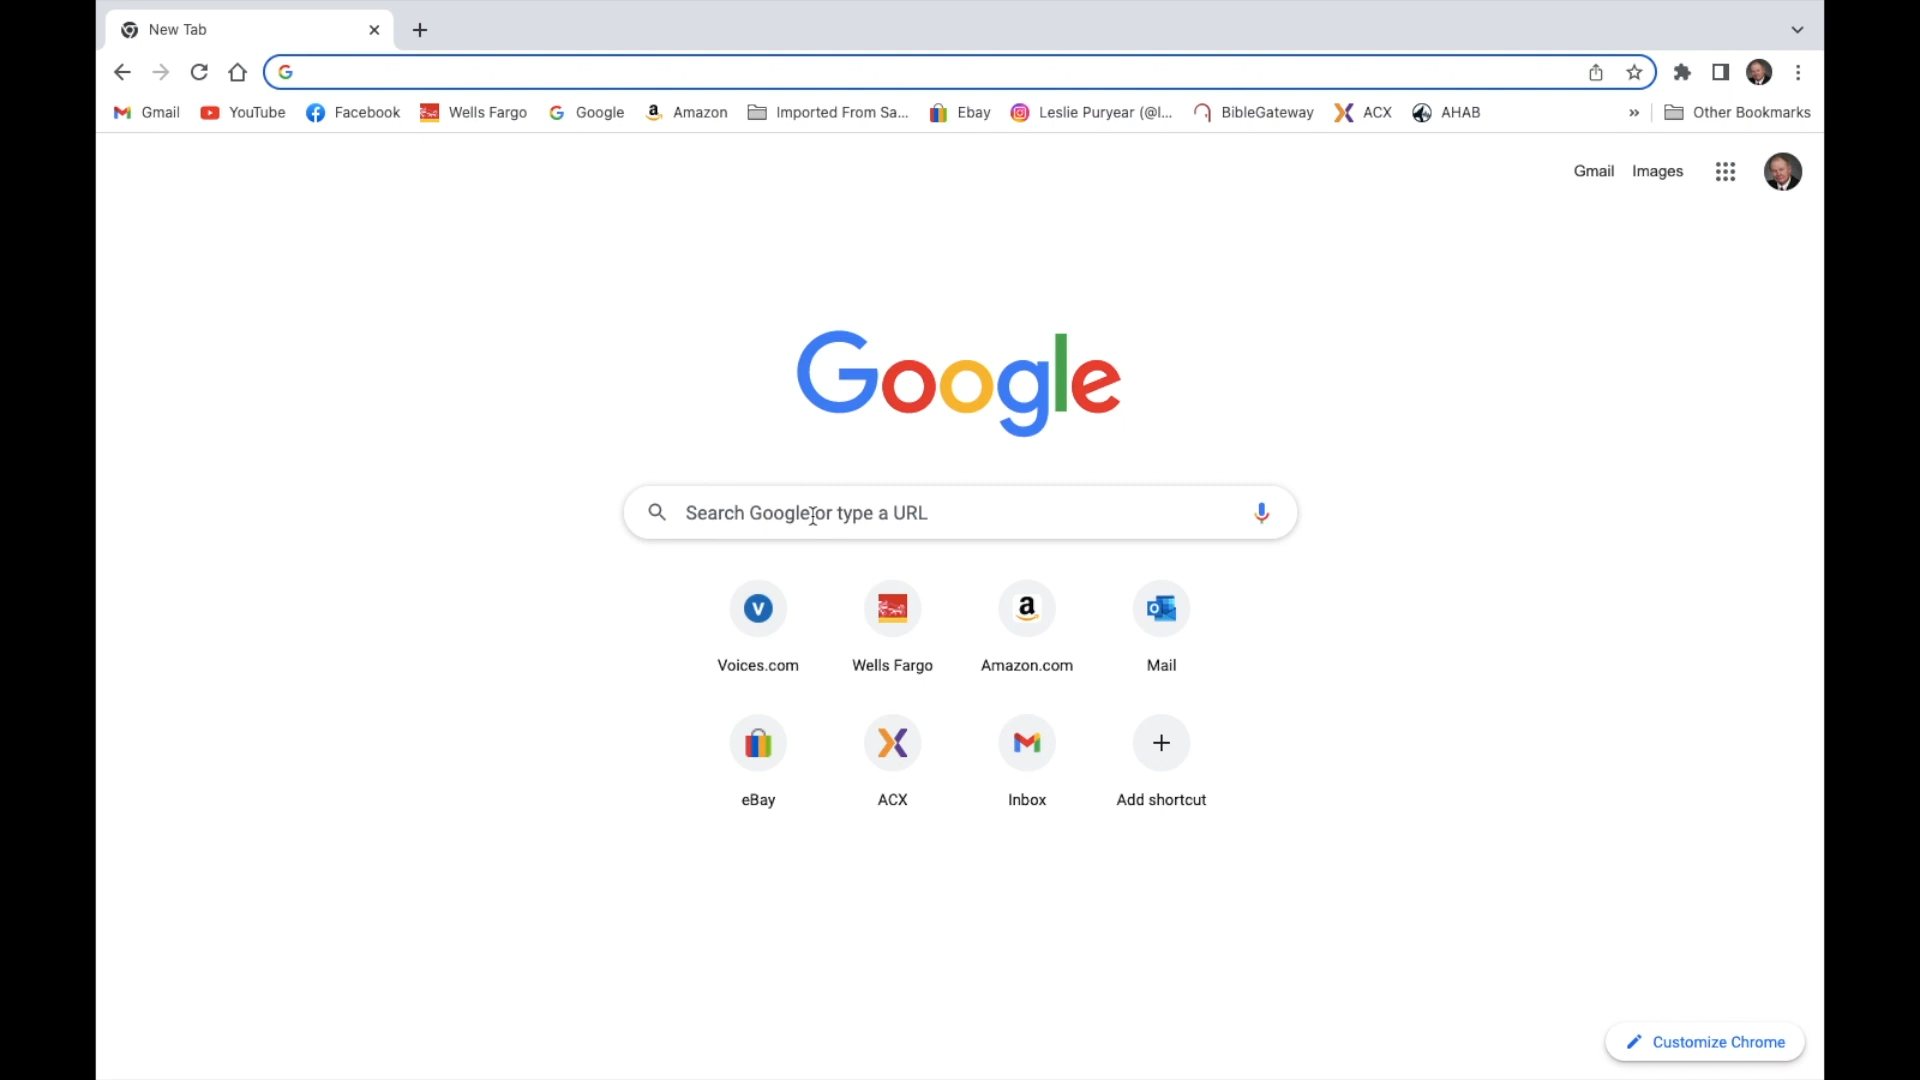 New Tab
Gmail YouTube Facebook Wells Fargo Google Amazon Imported From Sa... Ebay Leslie Puryear (@l... BibleGateway ACX AHAB » Other Bookmarks
Gmail Images
Google
Search Google or type a URL
Voices.com Wells Fargo Amazon.com Mail
eBay ACX Inbox Add shortcut
Customize Chrome